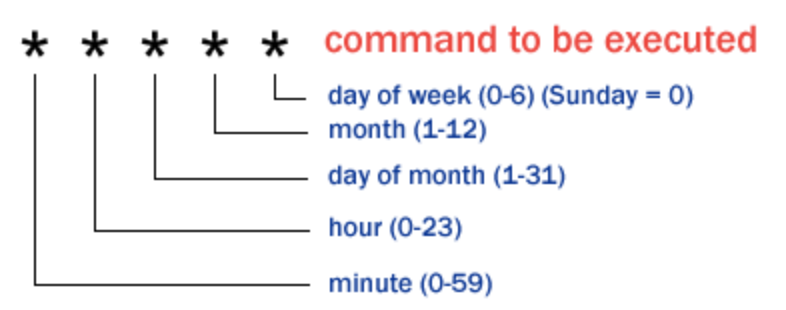 * * * * * command to be executed
day of week (0-6) (Sunday = 0)
month (1-12)
day of month (1-31)
hour (0-23)
minute (0-59)